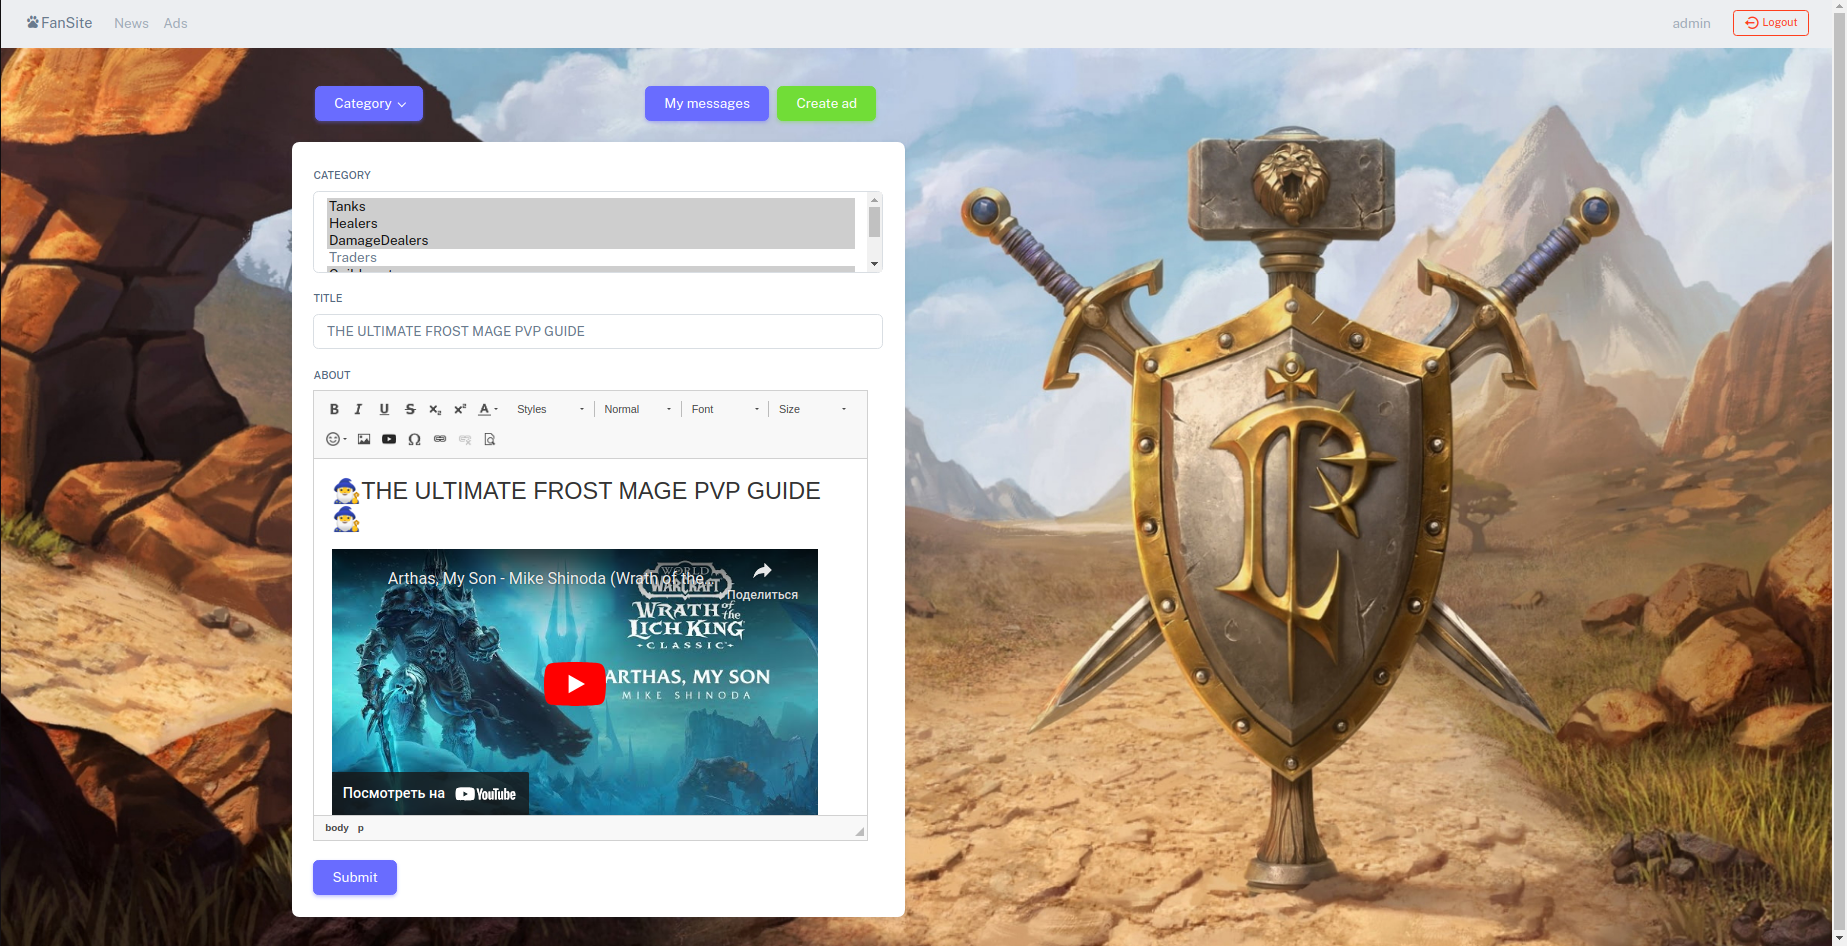 FanSite News Ads admin Logout
Category My messages Create ad
CATEGORY
Tanks
Healers
DamageDealers
Traders
TITLE
THE ULTIMATE FROST MAGE PVP GUIDE
ABOUT
B I U S x₂ x² A Styles Normal Font Size
Ω
🧙‍♂️THE ULTIMATE FROST MAGE PVP GUIDE
🧙‍♂️
Arthas, My Son - Mike Shinoda (Wrath of the...
Поделиться
WORLD
WARCRAFT
WRATH of the
LICH KING
CLASSIC
ARTHAS, MY SON
MIKE SHINODA
Посмотреть на YouTube
body p
Submit